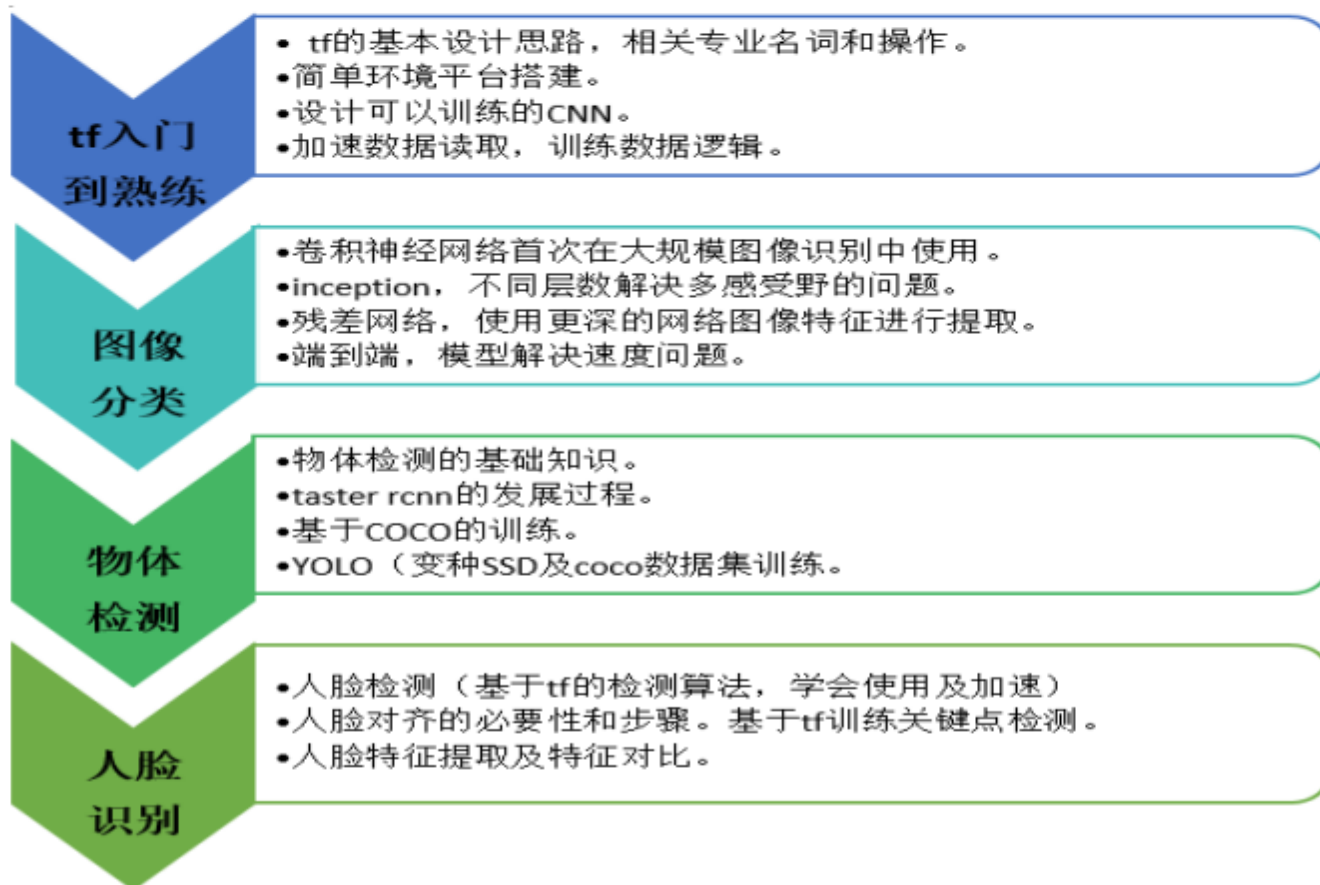 tf入门
到熟练
• tf的基本设计思路，相关专业名词和操作。
•简单环境平台搭建。
•设计可以训练的CNN。
•加速数据读取，训练数据逻辑。
图像
分类
•卷积神经网络首次在大规模图像识别中使用。
•inception，不同层数解决多感受野的问题。
•残差网络，使用更深的网络图像特征进行提取。
•端到端，模型解决速度问题。
物体
检测
•物体检测的基础知识。
•taster rcnn的发展过程。
•基于COCO的训练。
•YOLO（变种SSD及coco数据集训练。
人脸
识别
•人脸检测（基于tf的检测算法，学会使用及加速）
•人脸对齐的必要性和步骤。基于tf训练关键点检测。
•人脸特征提取及特征对比。